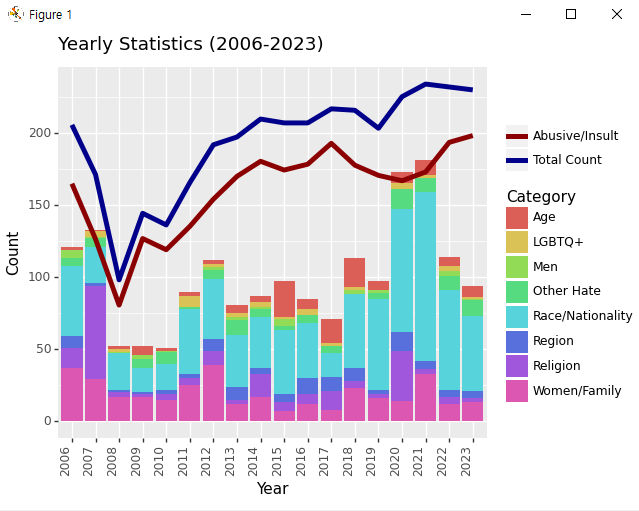 Figure 1
Yearly Statistics (2006-2023)
Count
200
150
100
50
0
2006
2007
2008
2009
2010
2011
2012
2013
2014
2015
2016
2017
2018
2019
2020
2021
2022
2023
Year
Abusive/Insult
Total Count
Category
Age
LGBTQ+
Men
Other Hate
Race/Nationality
Region
Religion
Women/Family